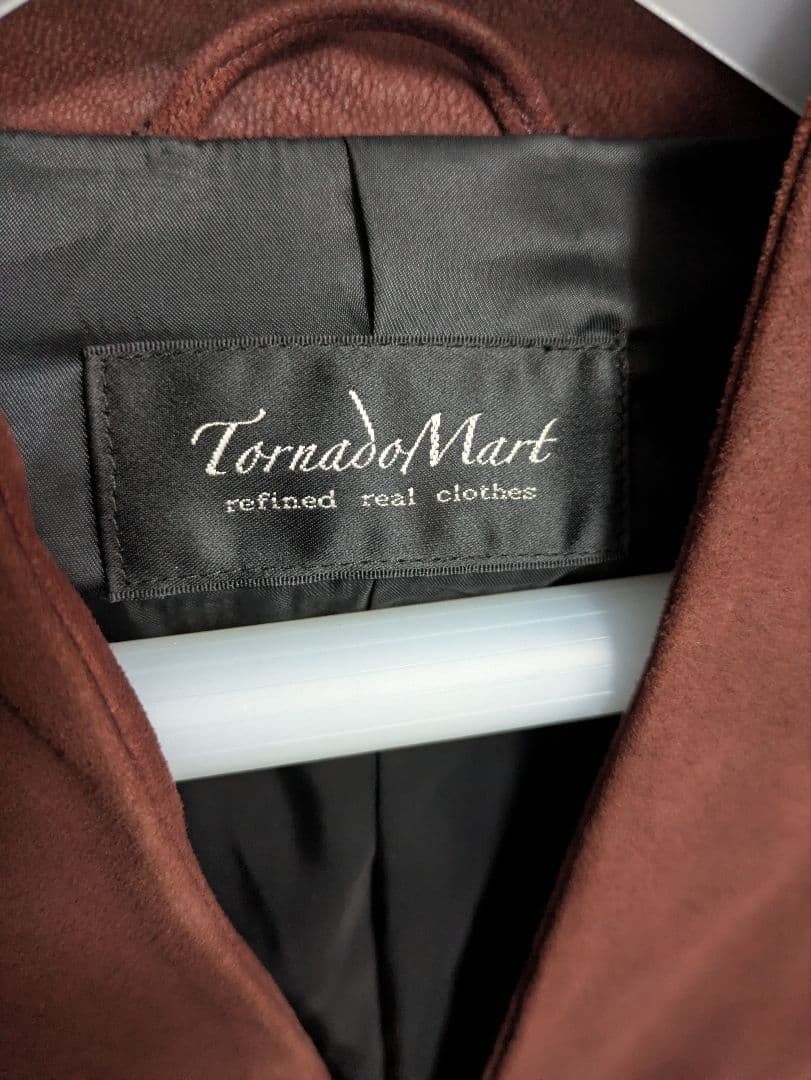 TornadoMart
refined real clothes